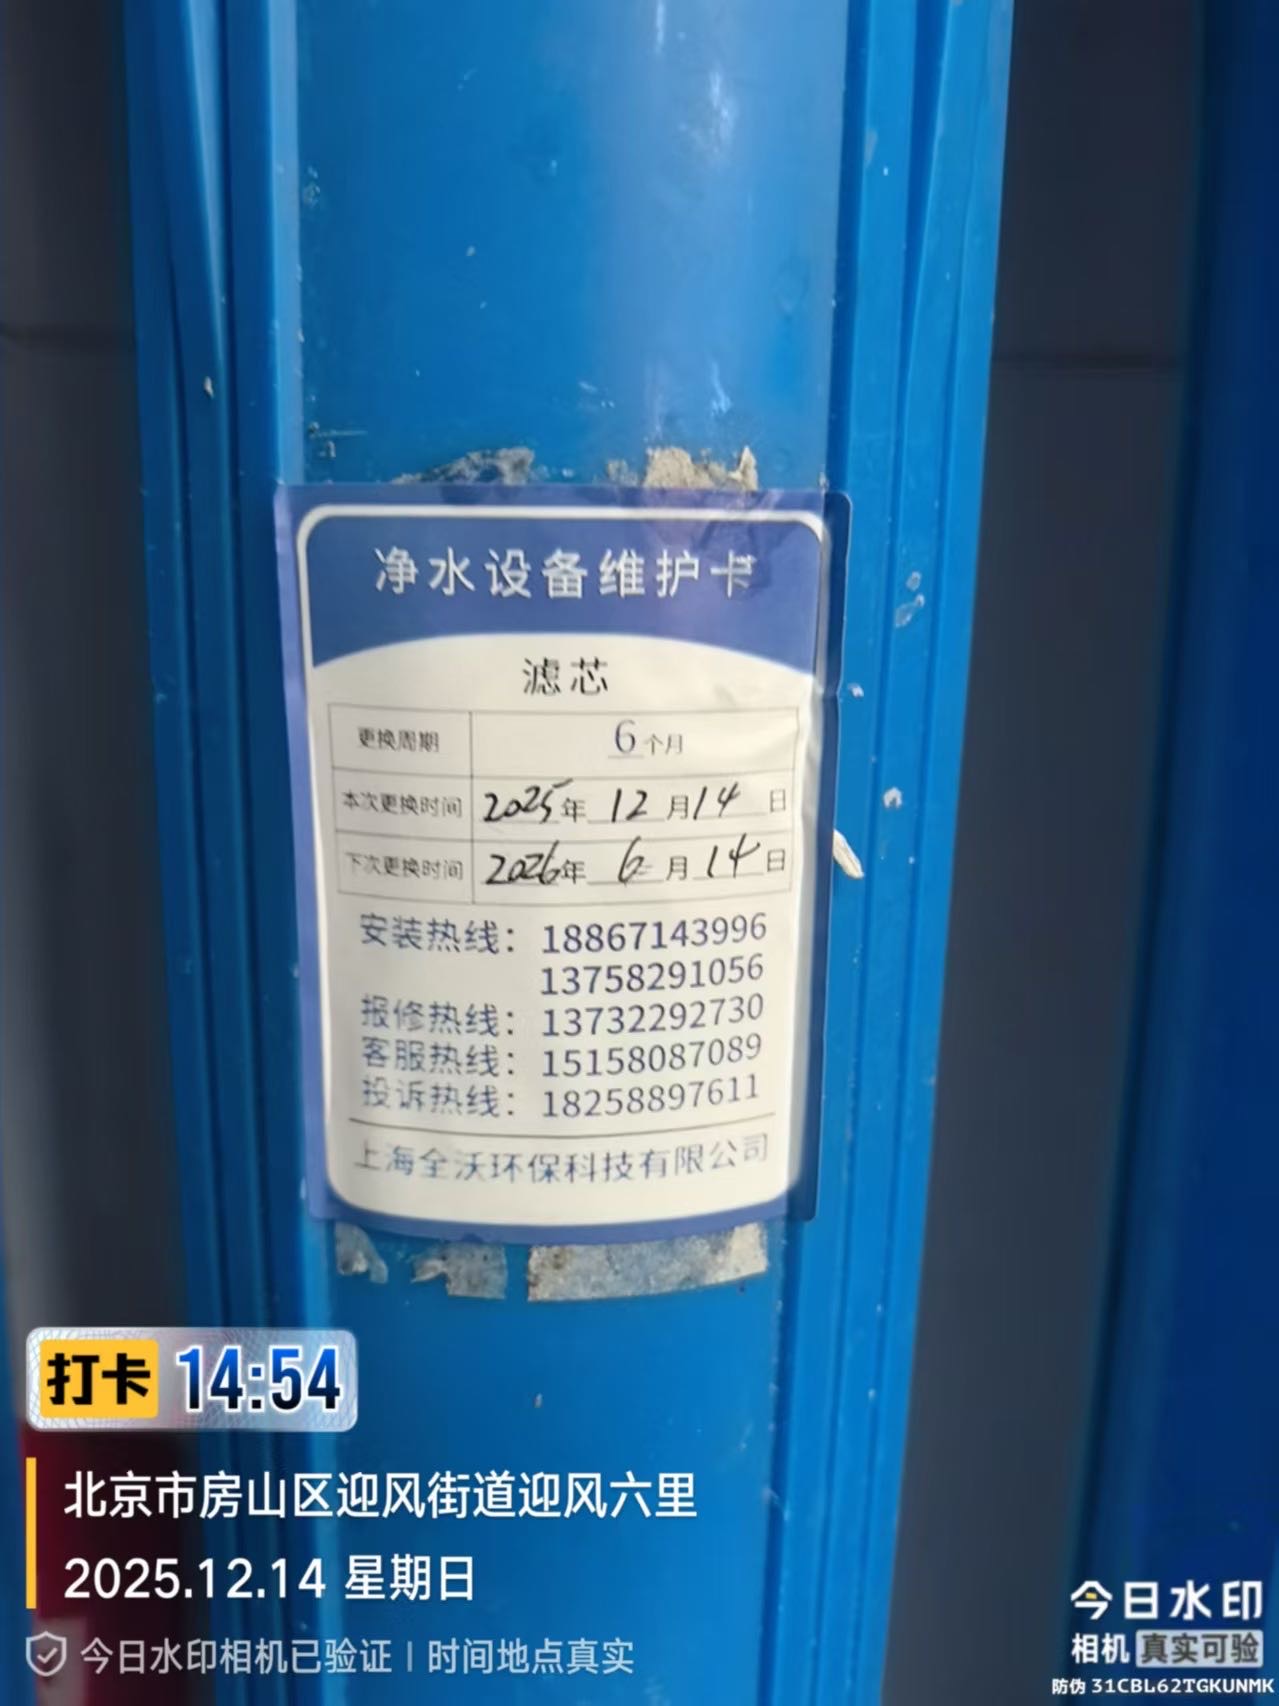 净水设备维护卡
滤芯
更换周期 6个月
本次更换时间 2025年 12月14日
下次更换时间 2026年 6月14日
安装热线：18867143996
13758291056
报修热线：13732292730
客服热线：15158087089
投诉热线：18258897611
上海全沃环保科技有限公司
打卡 14:54
北京市房山区迎风街道迎风六里
2025.12.14 星期日
今日水印相机已验证 | 时间地点真实
今日水印
相机 真实可验
防伪 31CBL62TGKUNMK